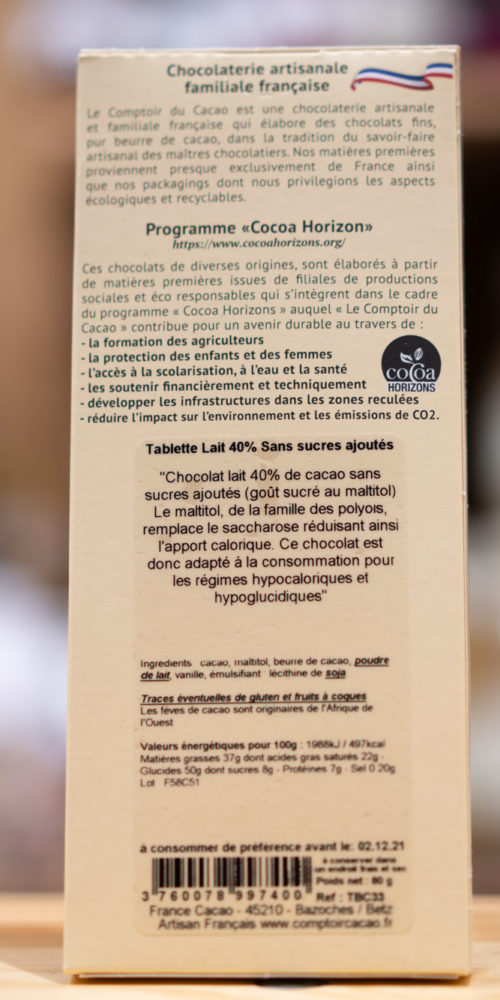 Chocolaterie artisanale
familiale française
Le Comptoir du Cacao est une chocolaterie artisanale
et familiale française qui élabore des chocolats fins,
pur beurre de cacao, dans la tradition du savoir-faire
artisanal des maîtres chocolatiers. Nos matières premières
proviennent presque exclusivement de France ainsi
que nos packagings dont nous privilegions les aspects
écologiques et recyclables.
Programme «Cocoa Horizon»
https://www.cocoahorizons.org/
Ces chocolats de diverses origines, sont élaborés à partir
de matières premières issues de filiales de productions
sociales et éco responsables qui s'intègrent dans le cadre
du programme « Cocoa Horizons » auquel « Le Comptoir du
Cacao » contribue pour un avenir durable au travers de :
- la formation des agriculteurs
- la protection des enfants et des femmes
- l'accès à la scolarisation, à l'eau et la santé
- les soutenir financièrement et techniquement
- développer les infrastructures dans les zones reculées
- réduire l'impact sur l'environnement et les émissions de CO2.
cocoa
HORIZONS
Tablette Lait 40% Sans sucres ajoutés
"Chocolat lait 40% de cacao sans
sucres ajoutés (goût sucré au maltitol)
Le maltitol, de la famille des polyols,
remplace le saccharose réduisant ainsi
l'apport calorique. Ce chocolat est
donc adapté à la consommation pour
les régimes hypocaloriques et
hypoglucidiques"
Ingredients cacao, maltitol, beurre de cacao, poudre
de lait, vanille, émulsifiant lécithine de soja
Traces éventuelles de gluten et fruits à coques
Les fèves de cacao sont originaires de l'Afrique de
l'Ouest
Valeurs énergétiques pour 100g : 1988kJ / 497kcal
Matières grasses 37g dont acides gras saturés 22g -
Glucides 50g dont sucres 8g - Protéines 7g - Sel 0.20g
Lot F58C51
à consommer de préférence avant le: 02.12.21
à conserver dans
un endroit frais et sec
Poids net : 80 g
3 760078 997400 Ref : TBC33
France Cacao - 45210 - Bazoches / Betz
Artisan Français www.comptoircacao.fr